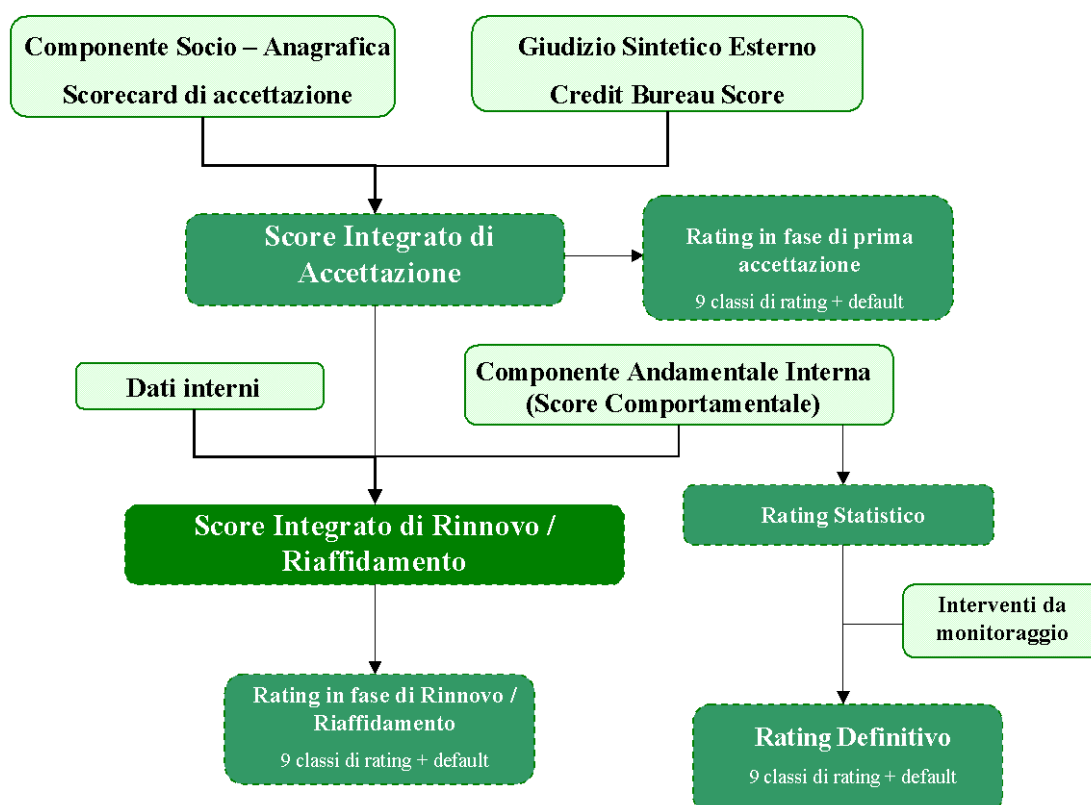 Componente Socio – Anagrafica
Scorecard di accettazione
Giudizio Sintetico Esterno
Credit Bureau Score
Score Integrato di
Accettazione
Rating in fase di prima
accettazione
9 classi di rating + default
Dati interni
Componente Andamentale Interna
(Score Comportamentale)
Score Integrato di Rinnovo /
Riaffidamento
Rating Statistico
Interventi da
monitoraggio
Rating in fase di Rinnovo /
Riaffidamento
9 classi di rating + default
Rating Definitivo
9 classi di rating + default